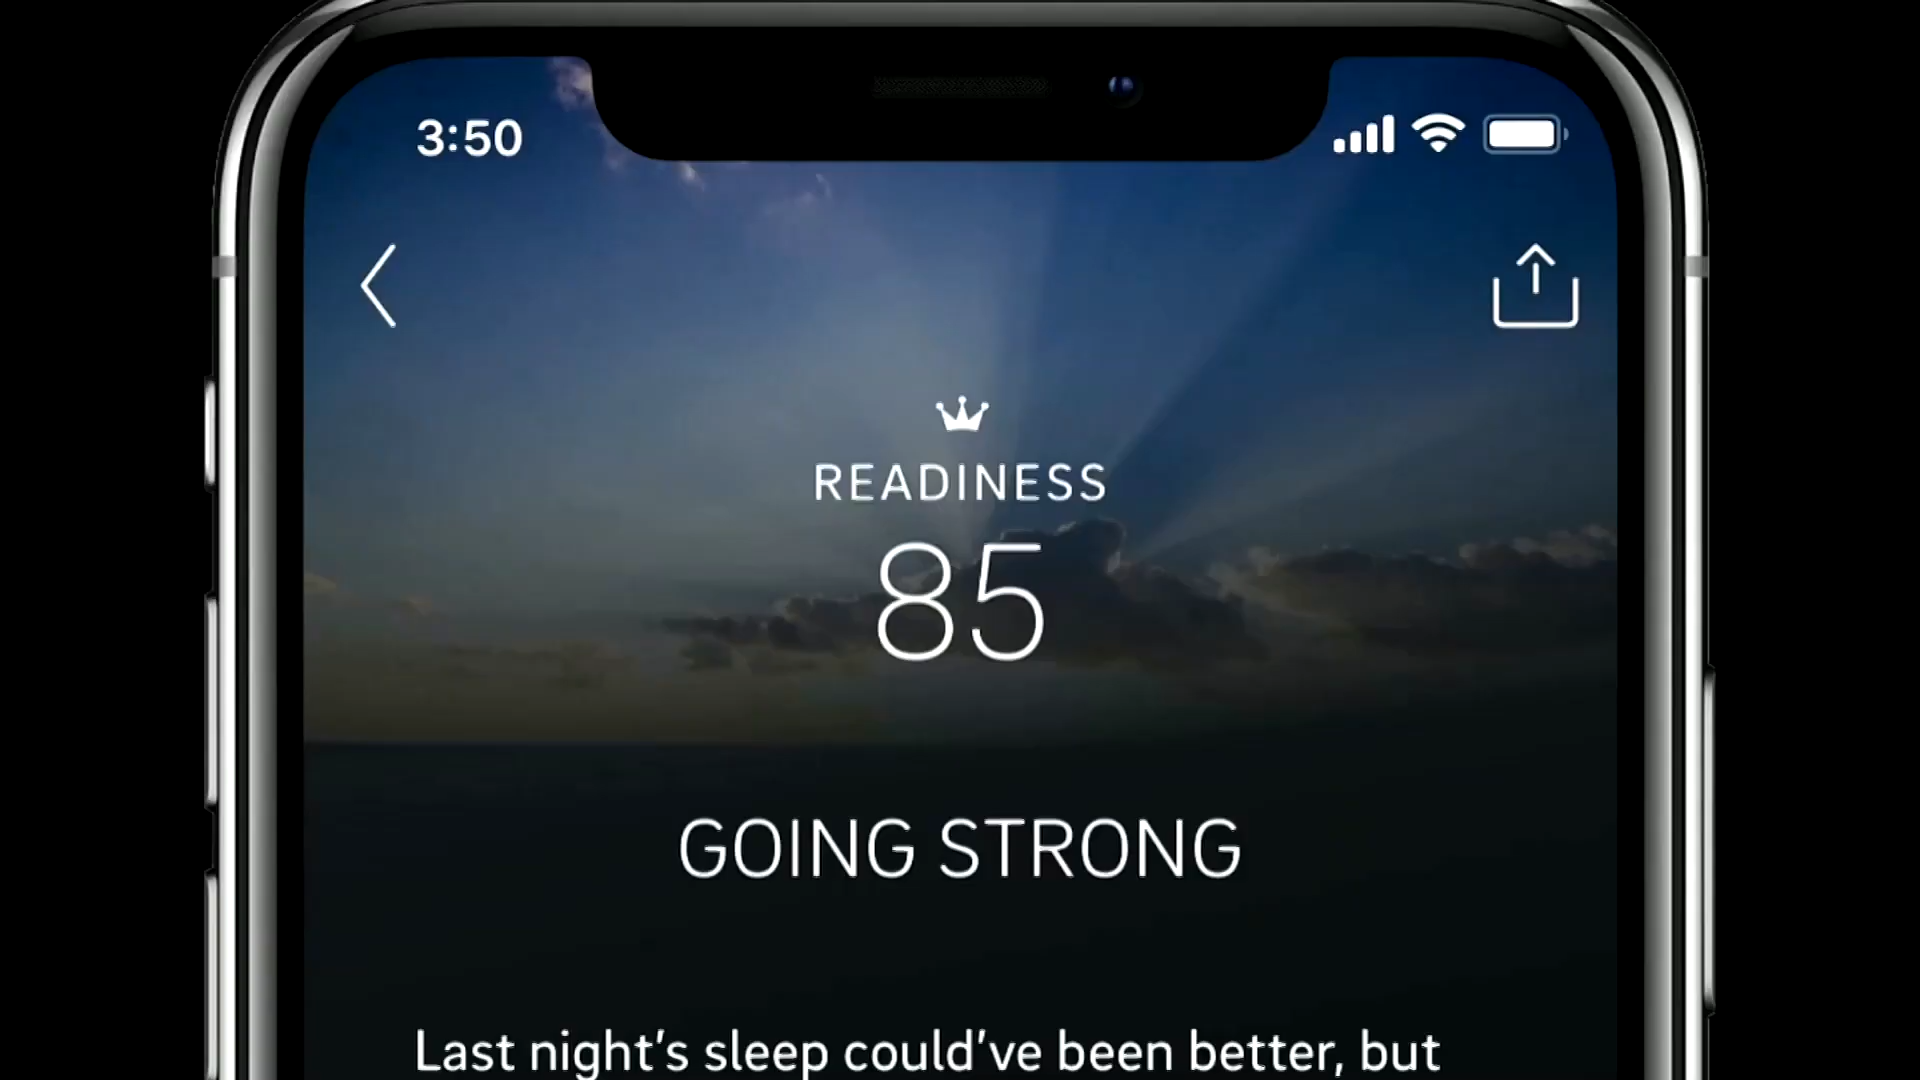 3:50
READINESS
85
GOING STRONG
Last night's sleep could've been better, but